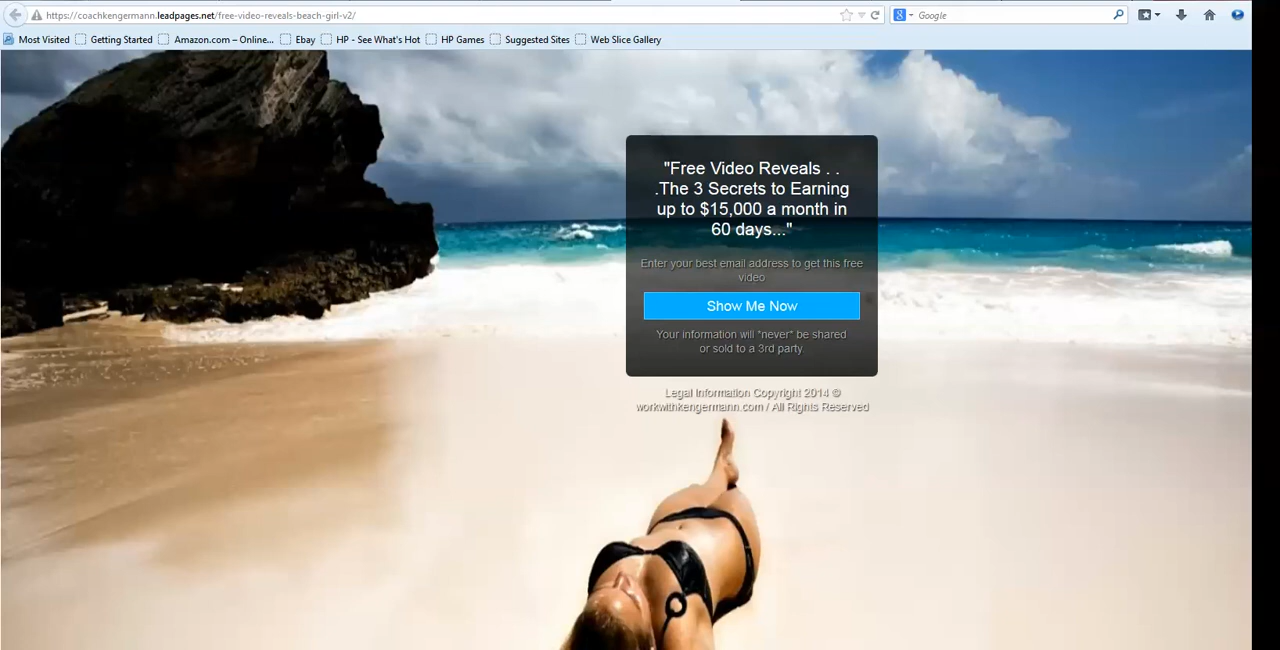 https://coachkengermann.leadpages.net/free-video-reveals-beach-girl-v2/
Google
Most Visited Getting Started Amazon.com – Online... Ebay HP - See What's Hot HP Games Suggested Sites Web Slice Gallery
"Free Video Reveals . .
.The 3 Secrets to Earning
up to $15,000 a month in
60 days..."
Enter your best email address to get this free
video
Show Me Now
Your information will *never* be shared
or sold to a 3rd party.
Legal Information Copyright 2014 ©
workwithkengermann.com / All Rights Reserved